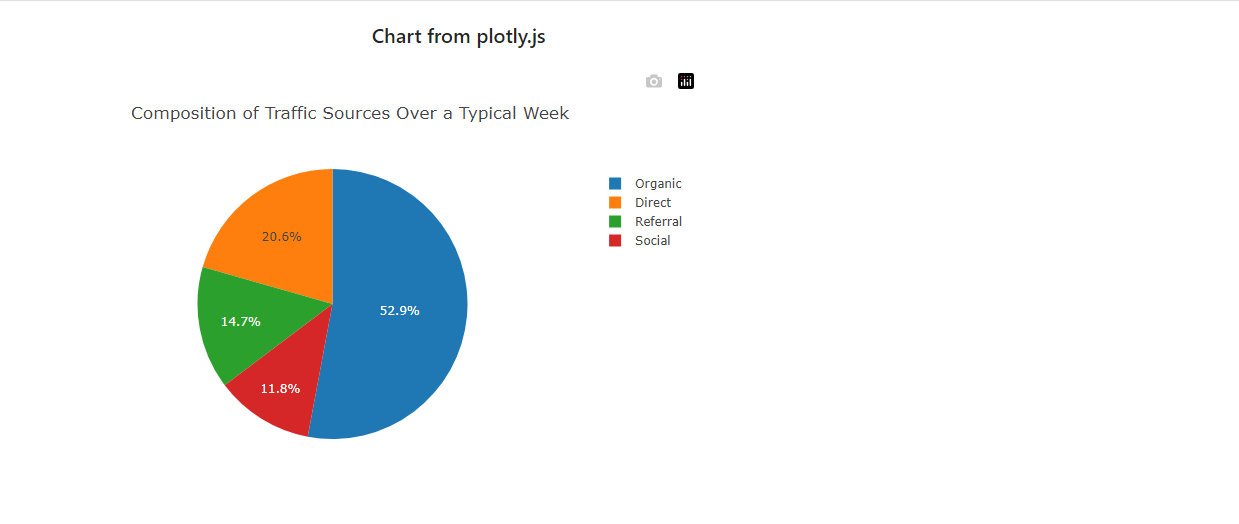 Chart from plotly.js
Composition of Traffic Sources Over a Typical Week
Organic
Direct
Referral
Social
20.6%
52.9%
14.7%
11.8%